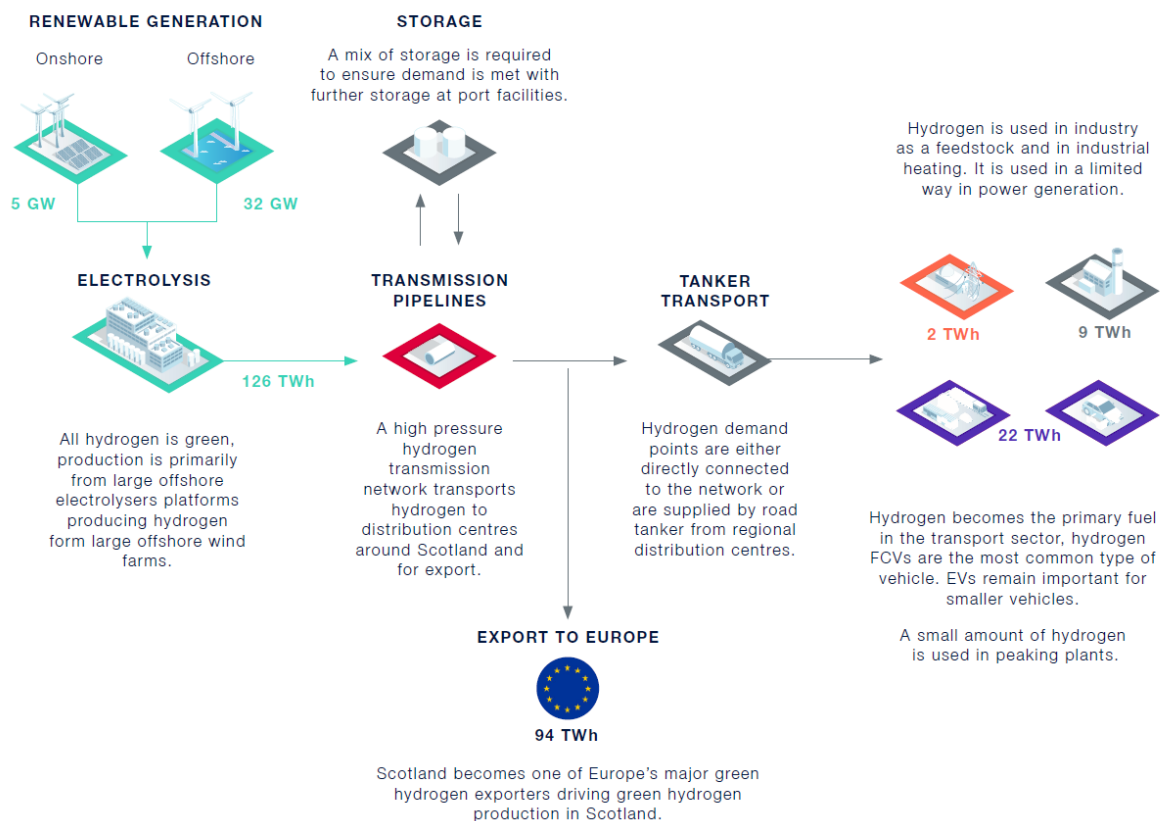 RENEWABLE GENERATION
Onshore
Offshore
5 GW
32 GW
STORAGE
A mix of storage is required
to ensure demand is met with
further storage at port facilities.
ELECTROLYSIS
126 TWh
All hydrogen is green,
production is primarily
from large offshore
electrolysers platforms
producing hydrogen
form large offshore wind
farms.
TRANSMISSION
PIPELINES
A high pressure
hydrogen
transmission
network transports
hydrogen to
distribution centres
around Scotland and
for export.
TANKER
TRANSPORT
Hydrogen demand
points are either
directly connected
to the network or
are supplied by road
tanker from regional
distribution centres.
Hydrogen is used in industry
as a feedstock and in industrial
heating. It is used in a limited
way in power generation.
2 TWh
9 TWh
22 TWh
Hydrogen becomes the primary fuel
in the transport sector, hydrogen
FCVs are the most common type of
vehicle. EVs remain important for
smaller vehicles.
A small amount of hydrogen
is used in peaking plants.
EXPORT TO EUROPE
94 TWh
Scotland becomes one of Europe's major green
hydrogen exporters driving green hydrogen
production in Scotland.